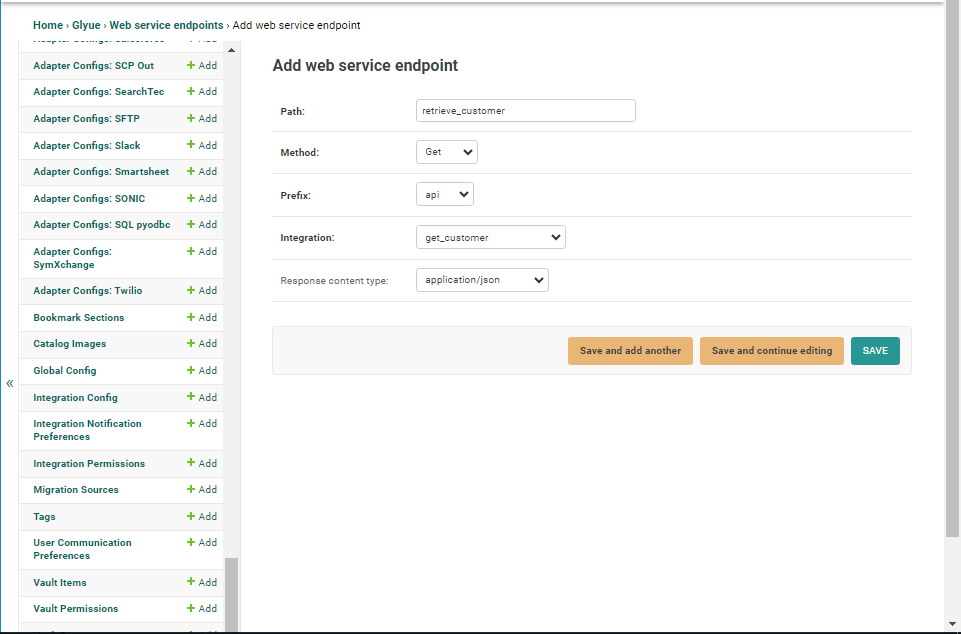 Home › Glyue › Web service endpoints › Add web service endpoint
Adapter Configs: Salesforce + Add
Adapter Configs: SCP Out + Add
Adapter Configs: SearchTec + Add
Adapter Configs: SFTP + Add
Adapter Configs: Slack + Add
Adapter Configs: Smartsheet + Add
Adapter Configs: SONIC + Add
Adapter Configs: SQL pyodbc + Add
Adapter Configs: + Add
SymXchange
Adapter Configs: Twilio + Add
Bookmark Sections + Add
Catalog Images + Add
Global Config + Add
«
Integration Config + Add
Integration Notification + Add
Preferences
Integration Permissions + Add
Migration Sources + Add
Tags + Add
User Communication + Add
Preferences
Vault Items + Add
Vault Permissions + Add
Add web service endpoint
Path: retrieve_customer
Method: Get
Prefix: api
Integration: get_customer
Response content type: application/json
Save and add another Save and continue editing SAVE